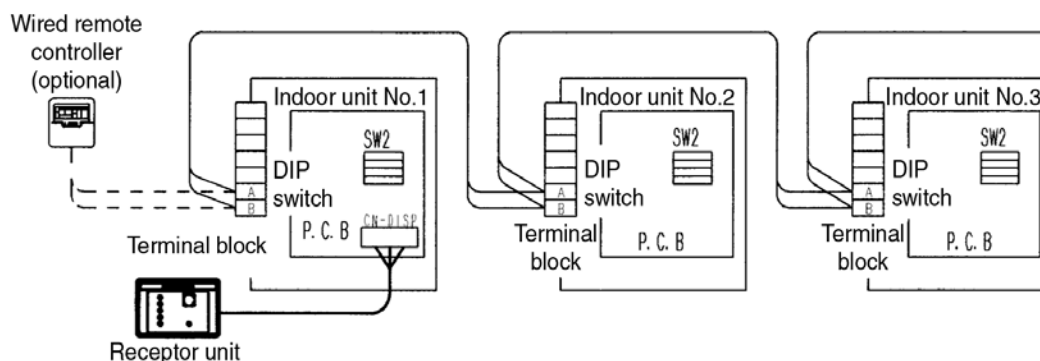 Wired remote
controller
(optional)
Indoor unit No.1
SW2
DIP
switch
A
B
P. C. B
CN-DISP
Terminal block
Receptor unit
Indoor unit No.2
SW2
DIP
switch
A
B
Terminal
block
P. C. B
Indoor unit No.3
SW2
DIP
switch
A
B
Terminal
block
P. C. B